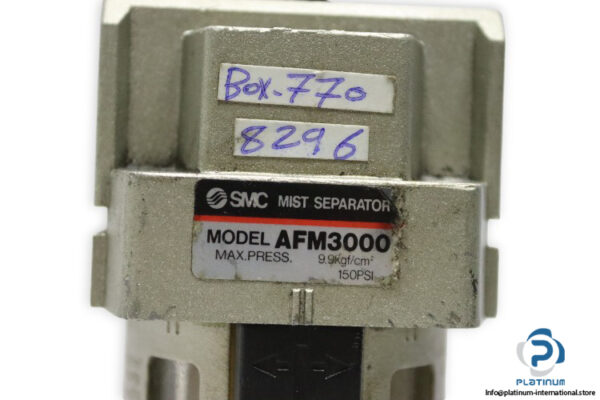 Box-770
8296
SMC MIST SEPARATOR
MODEL AFM3000
MAX.PRESS. 9.9Kgf/cm²
150PSI
PLATINUM
Info@platinum-international.store